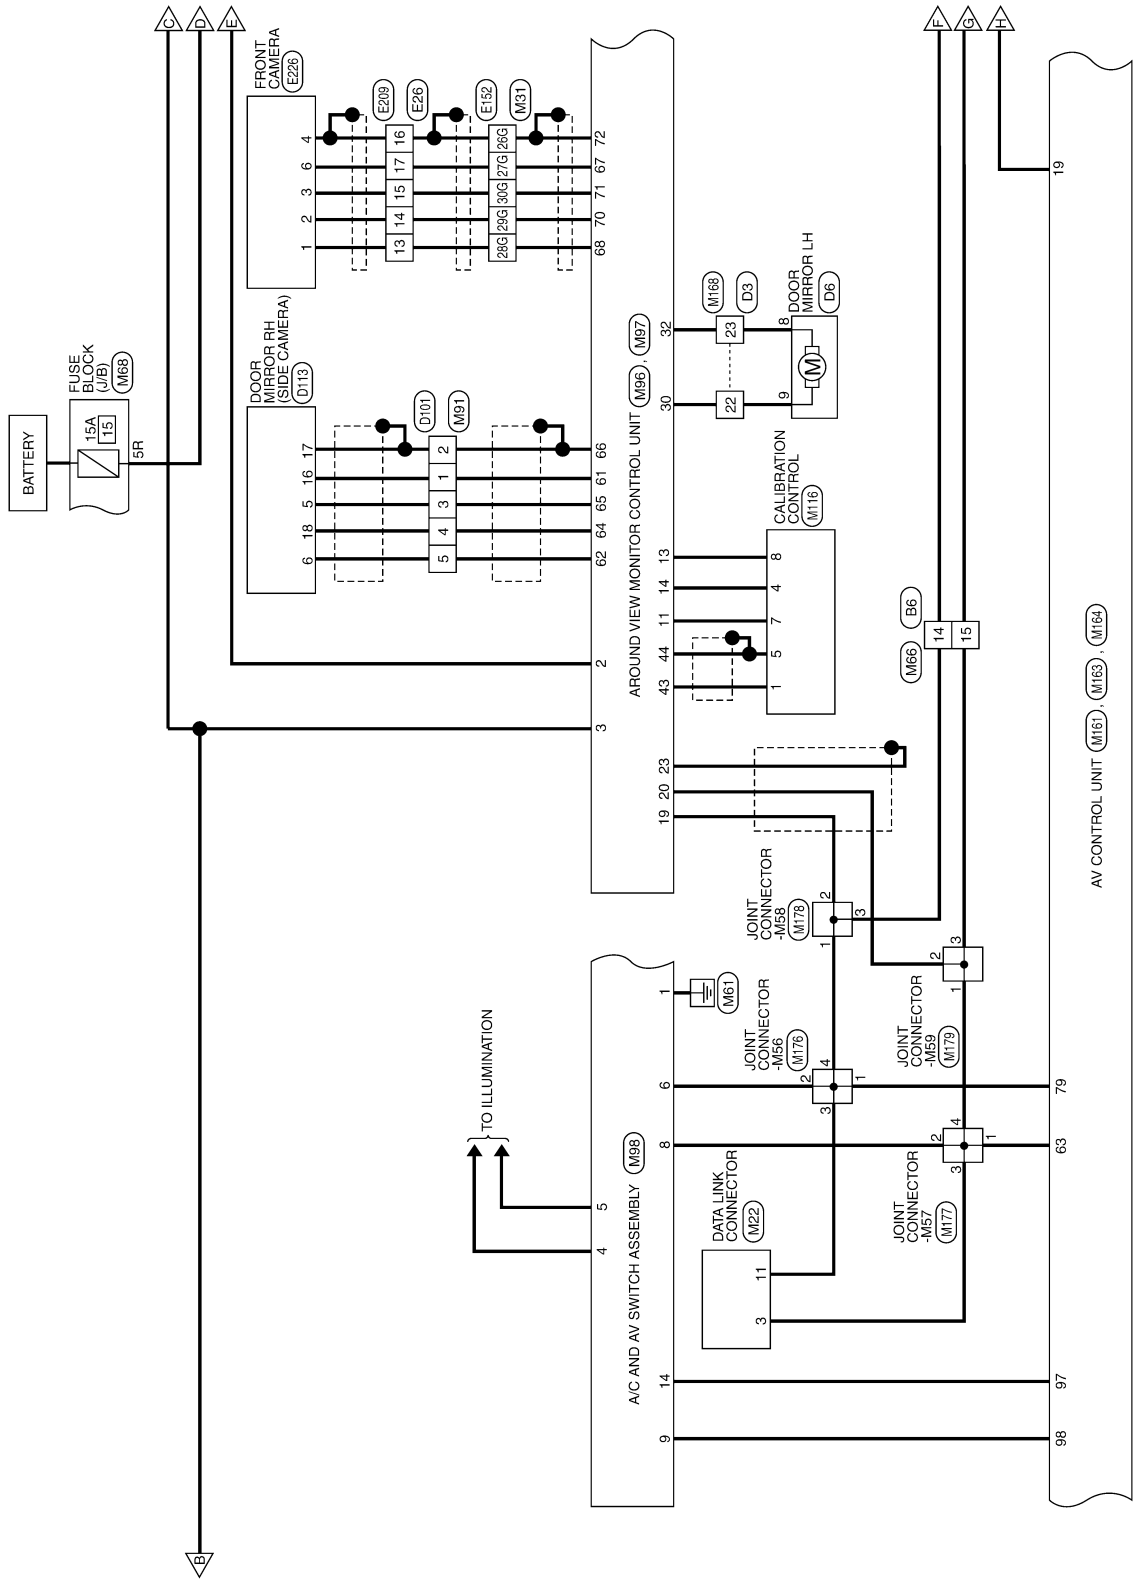 C
D
E
F
G
H
BATTERY
FUSE
BLOCK
(J/B)
M68
15A
15
5R
FRONT
CAMERA
E226
4
6
3
2
1
E209
E26
16
17
15
14
13
E152
M31
26G
27G
30G
29G
28G
72
67
71
70
68
DOOR
MIRROR RH
(SIDE CAMERA)
D113
17
16
5
18
6
D101
M91
2
1
3
4
5
66
61
65
64
62
2
3
AROUND VIEW MONITOR CONTROL UNIT M96 , M97
32
30
13
14
11
44
43
23
20
19
M168
D3
23
22
DOOR
MIRROR LH
D6
8
9
M
CALIBRATION
CONTROL
M116
8
4
7
5
1
B6
M66
14
15
19
AV CONTROL UNIT M161 , M163 , M164
JOINT
CONNECTOR
-M58
M178
2
3
1
JOINT
CONNECTOR
-M59
M179
3
2
1
JOINT
CONNECTOR
-M56
M176
4
2
1
3
JOINT
CONNECTOR
-M57
M177
4
2
1
3
M61
1
6
8
5
4
14
9
A/C AND AV SWITCH ASSEMBLY M98
TO ILLUMINATION
DATA LINK
CONNECTOR
M22
11
3
79
63
97
98
B